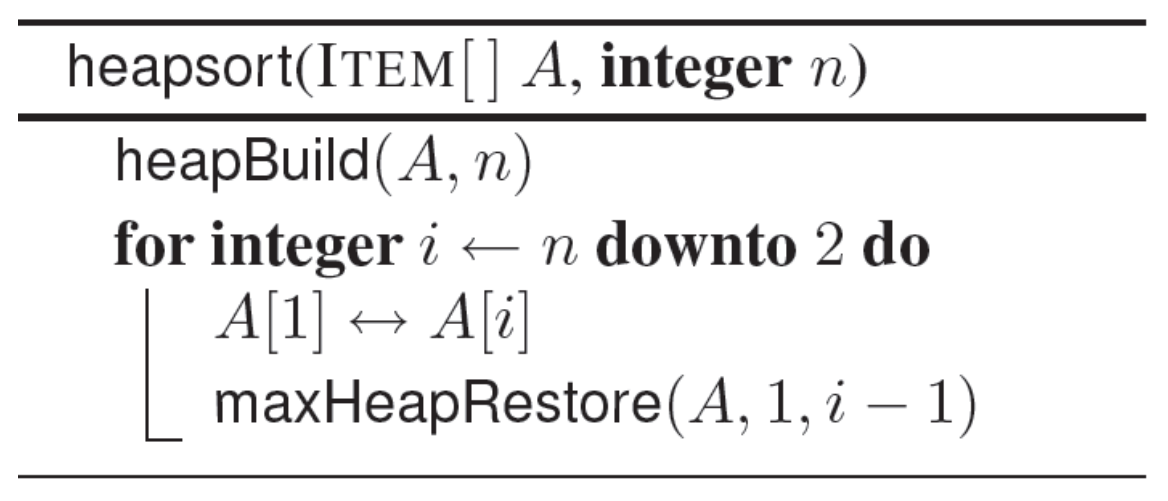 heapsort(ITEM[ ] A, integer n)
heapBuild(A, n)
for integer i ← n downto 2 do
A[1] ↔ A[i]
maxHeapRestore(A, 1, i − 1)